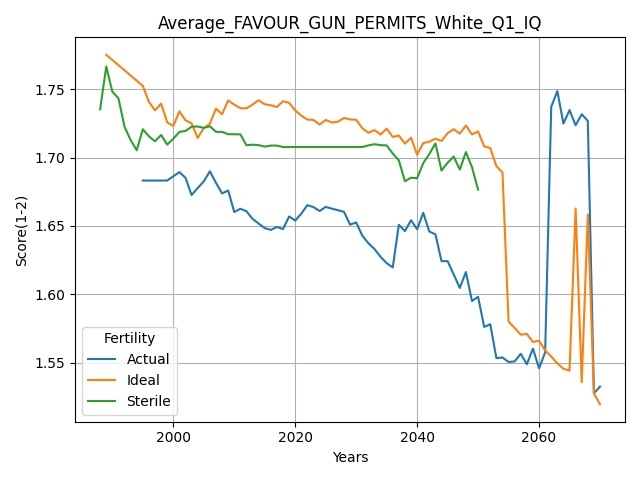 Average_FAVOUR_GUN_PERMITS_White_Q1_IQ
Score(1-2)
1.75
1.70
1.65
1.60
1.55
Fertility
Actual
Ideal
Sterile
2000 2020 2040 2060
Years